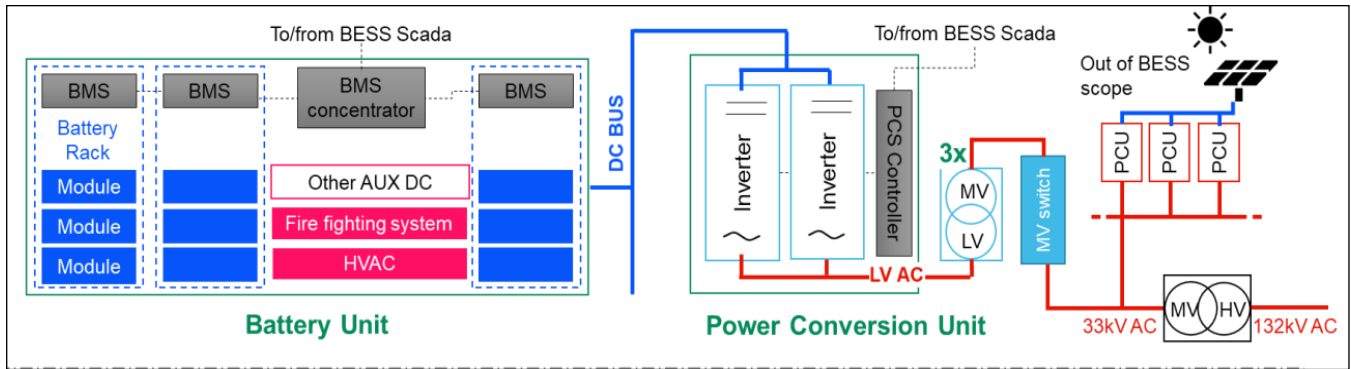 To/from BESS Scada
BMS
BMS
BMS
concentrator
BMS
Battery
Rack
Module
Other AUX DC
Module
Fire fighting system
Module
HVAC
Battery Unit
DC BUS
To/from BESS Scada
Inverter
Inverter
PCS Controller
LV AC
Power Conversion Unit
3x
MV
LV
MV switch
Out of BESS
scope
PCU
PCU
PCU
33kV AC
MV
HV
132kV AC